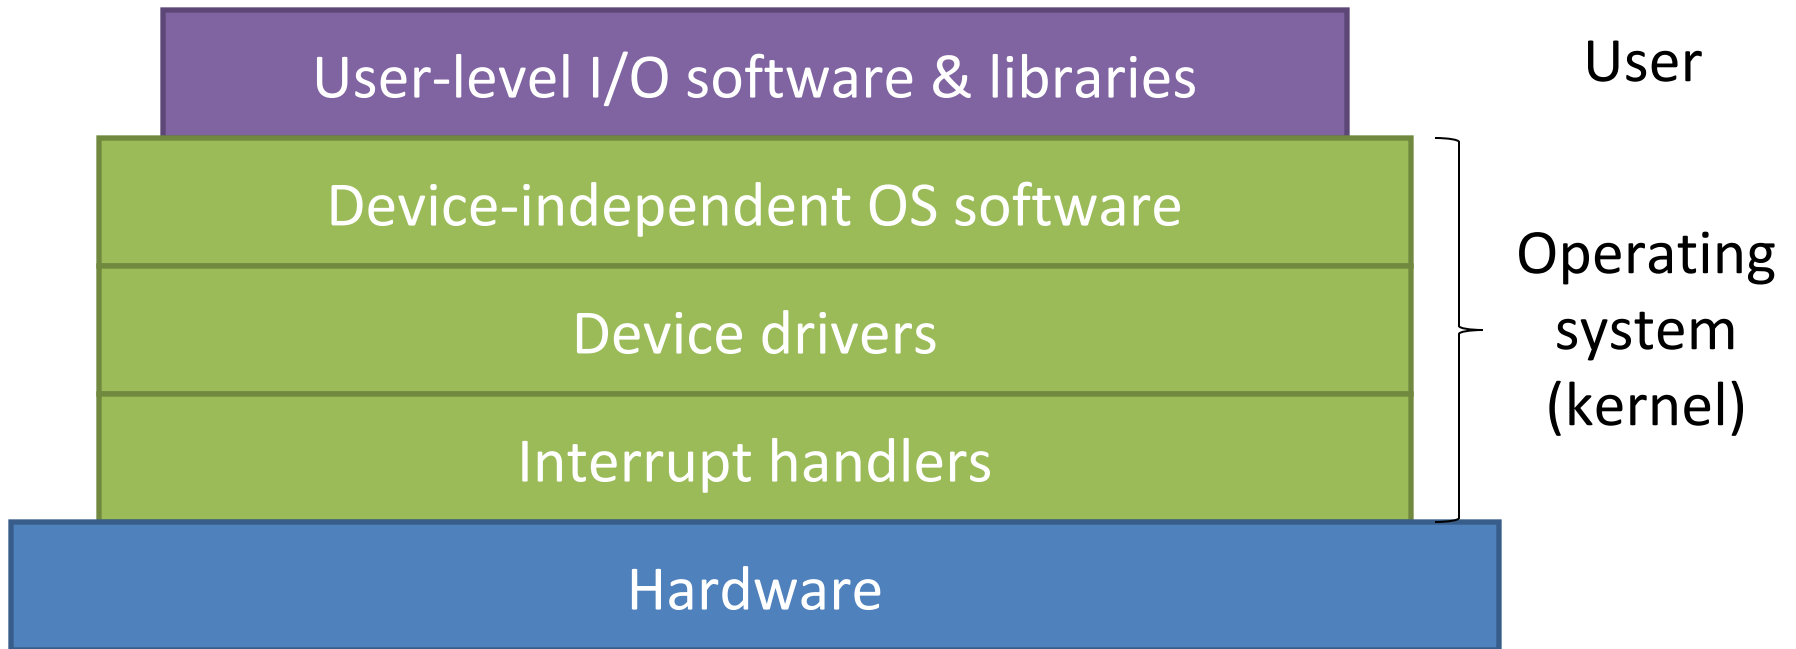 User-level I/O software & libraries
User
Device-independent OS software
Device drivers
Interrupt handlers
Operating
system
(kernel)
Hardware